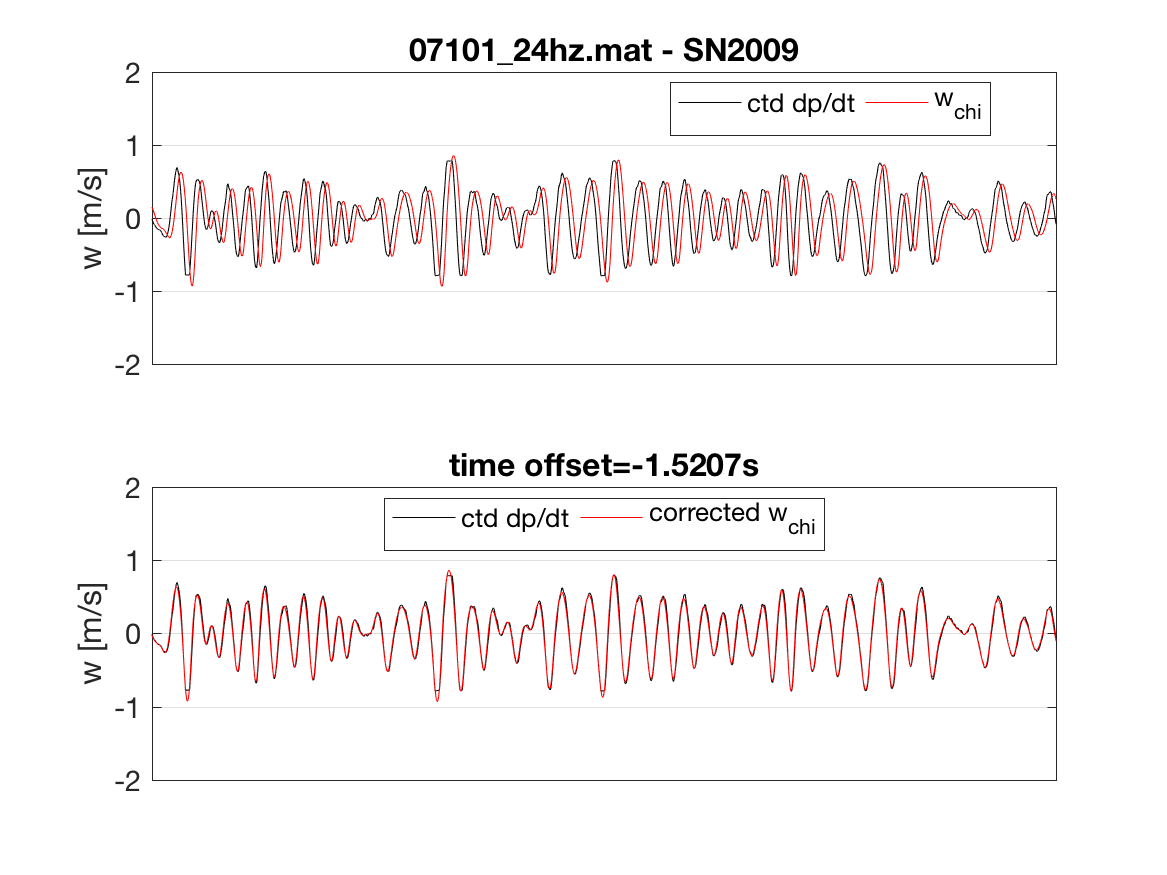 07101_24hz.mat - SN2009
2
ctd dp/dt w_chi
1
w [m/s]
0
-1
-2
time offset=-1.5207s
2
ctd dp/dt corrected w_chi
1
w [m/s]
0
-1
-2